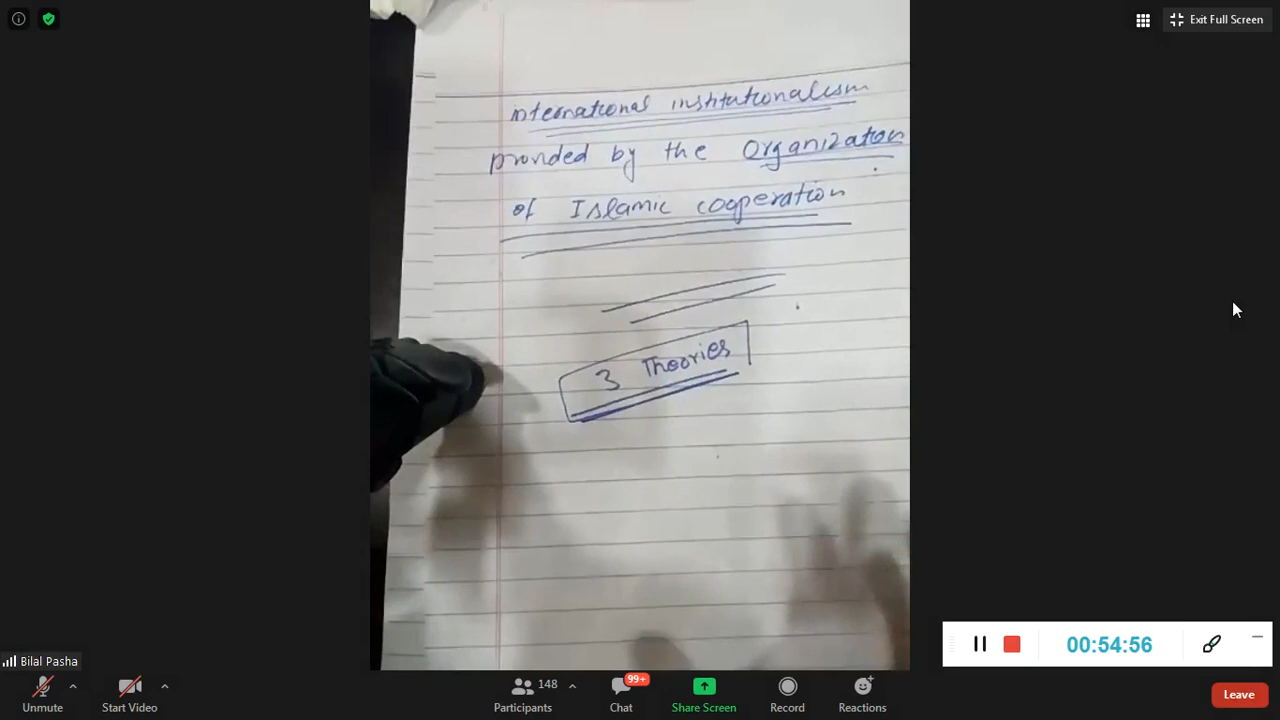 Exit Full Screen
international institutionalism
provided by the Organization
of Islamic cooperation
3 Theories
00:54:56
Bilal Pasha
Unmute
Start Video
148
Participants
99+
Chat
Share Screen
Record
Reactions
Leave